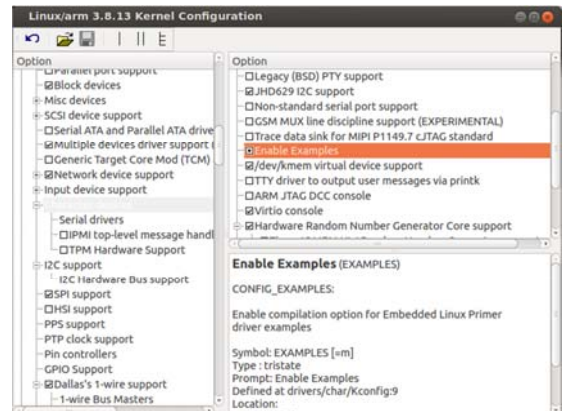 Linux/arm 3.8.13 Kernel Configuration
Option
Parallel port support
Block devices
Misc devices
SCSI device support
Serial ATA and Parallel ATA drive
Multiple devices driver support (
Generic Target Core Mod (TCM)
Network device support
Input device support
Serial drivers
IPMI top-level message handl
TPM Hardware Support
I2C support
I2C Hardware Bus support
SPI support
HSI support
PPS support
PTP clock support
Pin controllers
GPIO Support
Dallas's 1-wire support
1-wire Bus Masters
Option
Legacy (BSD) PTY support
JHD629 I2C support
Non-standard serial port support
GSM MUX line discipline support (EXPERIMENTAL)
Trace data sink for MIPI P1149.7 cJTAG standard
Enable Examples
/dev/kmem virtual device support
TTY driver to output user messages via printk
ARM JTAG DCC console
Virtio console
Hardware Random Number Generator Core support
Enable Examples (EXAMPLES)
CONFIG_EXAMPLES:
Enable compilation option for Embedded Linux Primer
driver examples
Symbol: EXAMPLES [=m]
Type : tristate
Prompt: Enable Examples
Defined at drivers/char/Kconfig:9
Location: